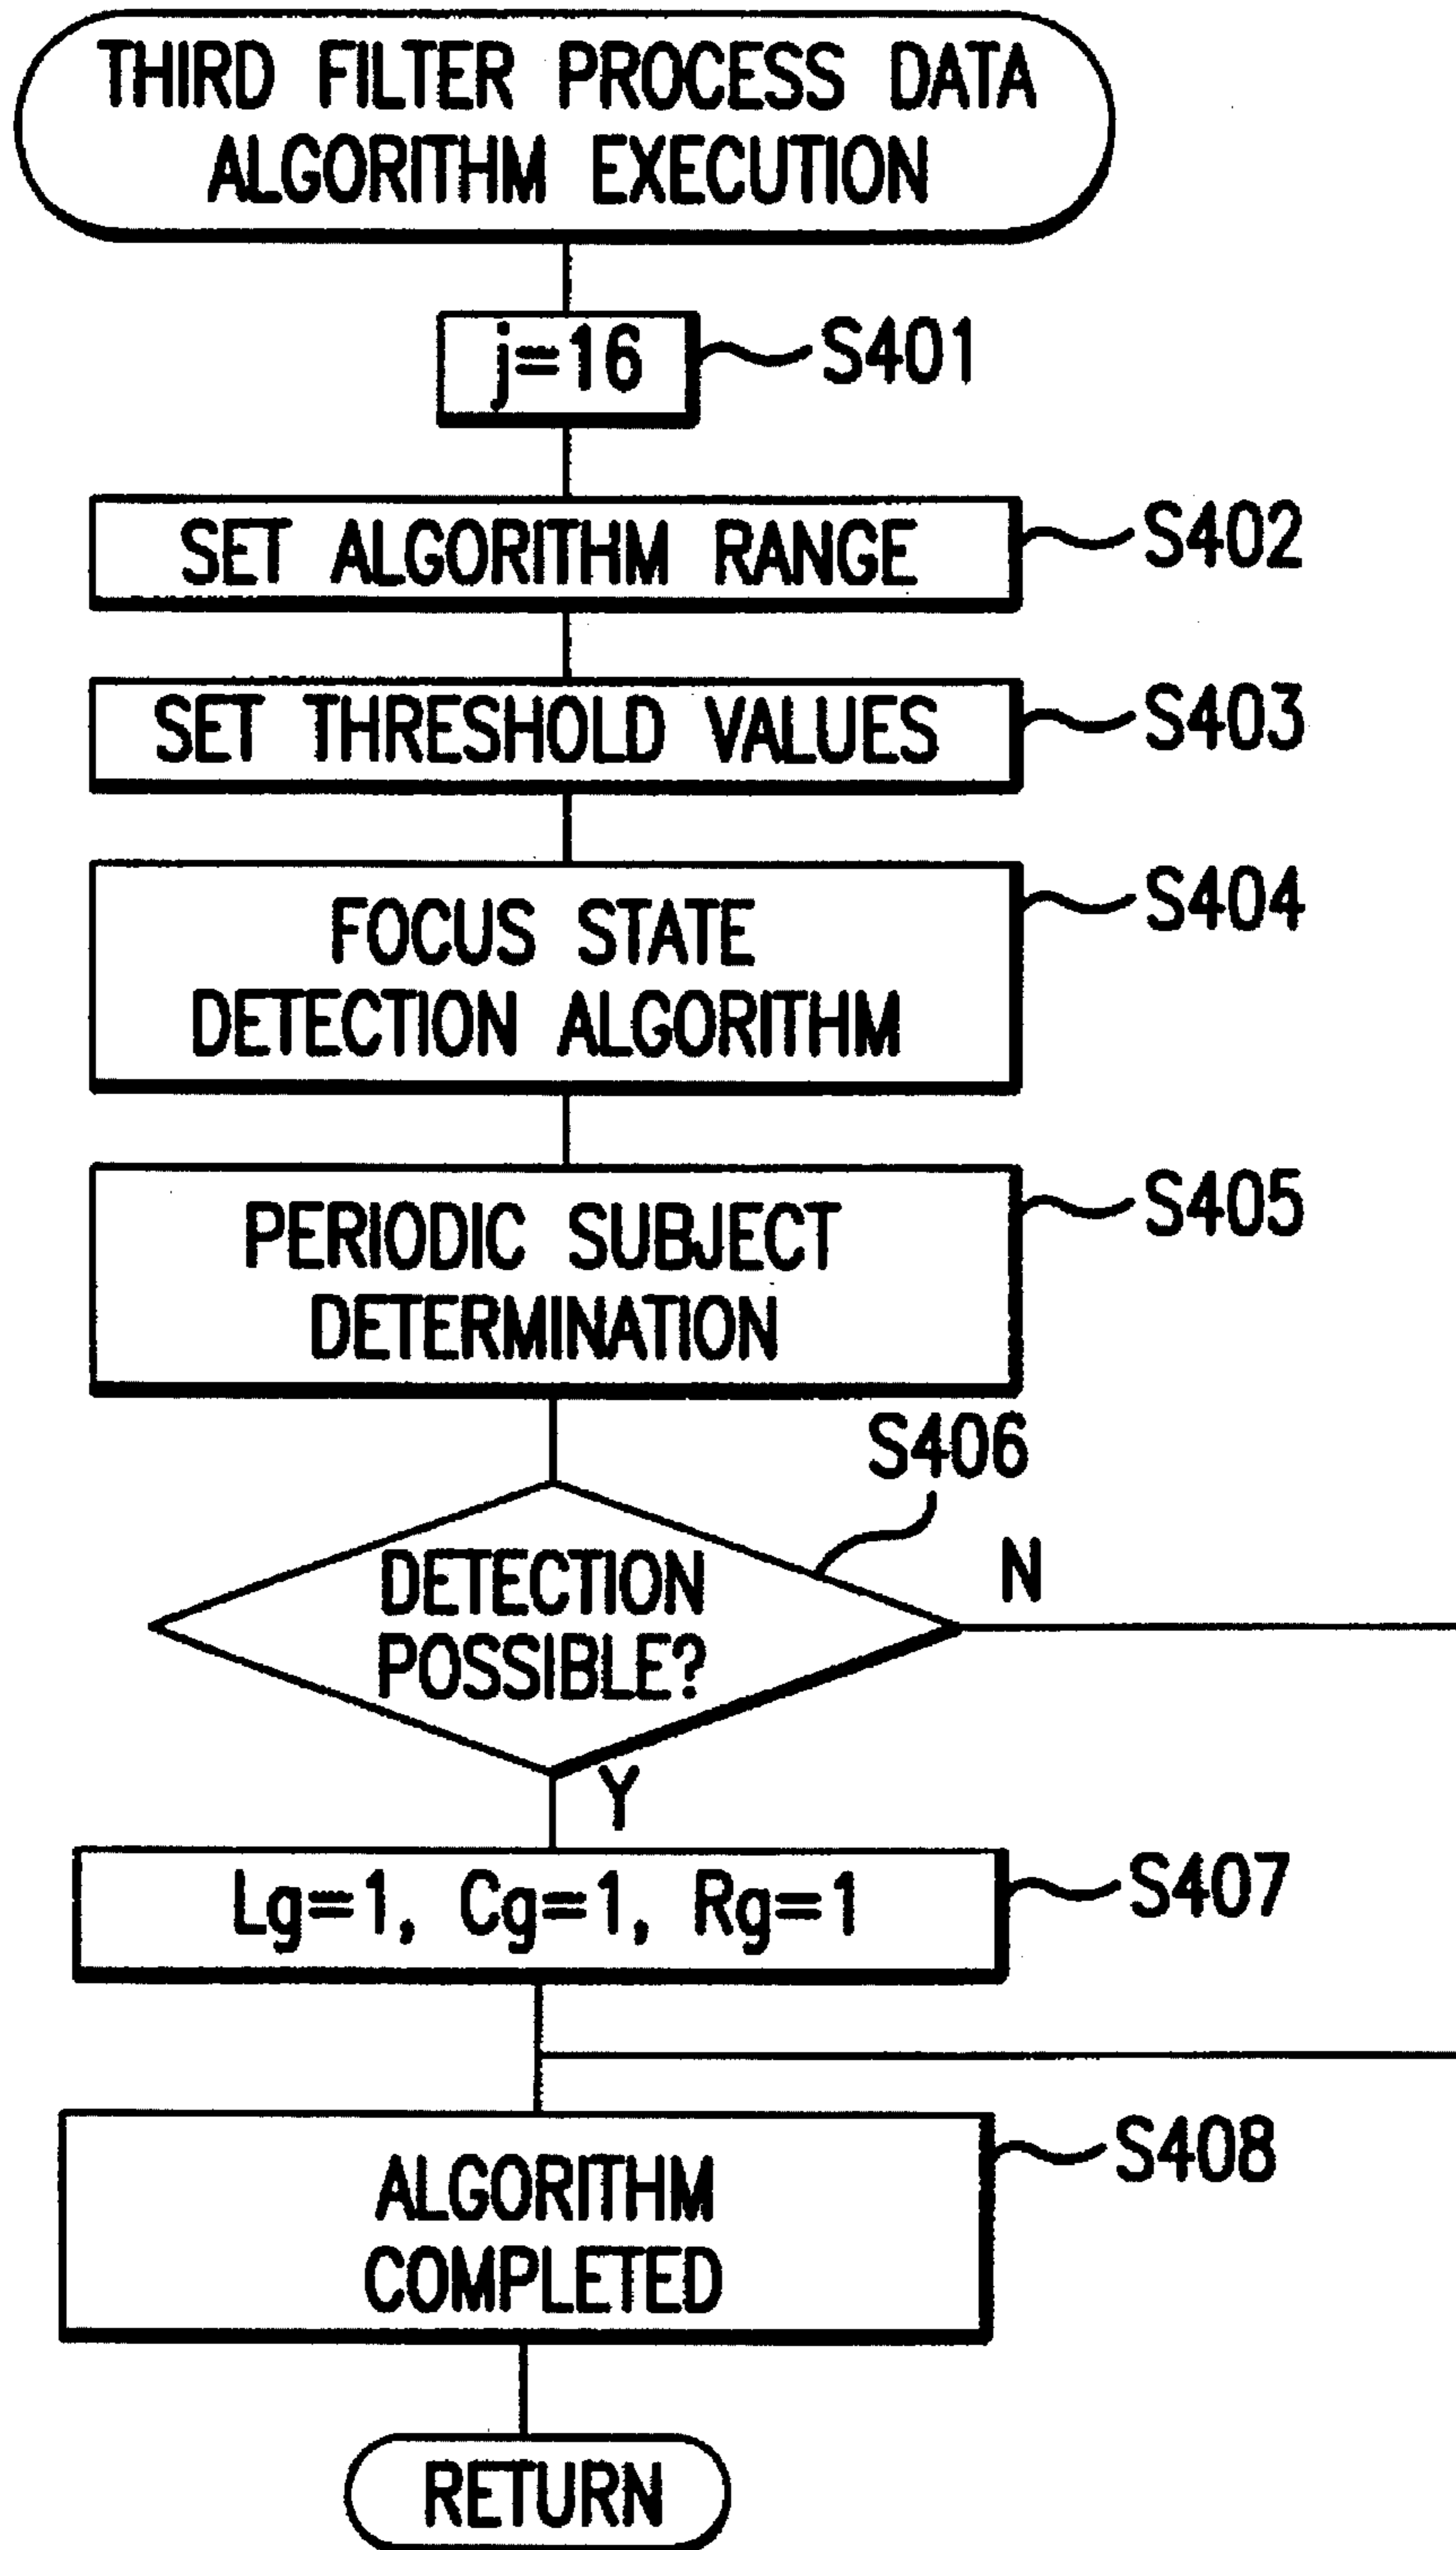 THIRD FILTER PROCESS DATA
ALGORITHM EXECUTION
j=16
S401
SET ALGORITHM RANGE
S402
SET THRESHOLD VALUES
S403
FOCUS STATE
DETECTION ALGORITHM
S404
PERIODIC SUBJECT
DETERMINATION
S405
S406
DETECTION
POSSIBLE?
N
Y
Lg=1, Cg=1, Rg=1
S407
ALGORITHM
COMPLETED
S408
RETURN